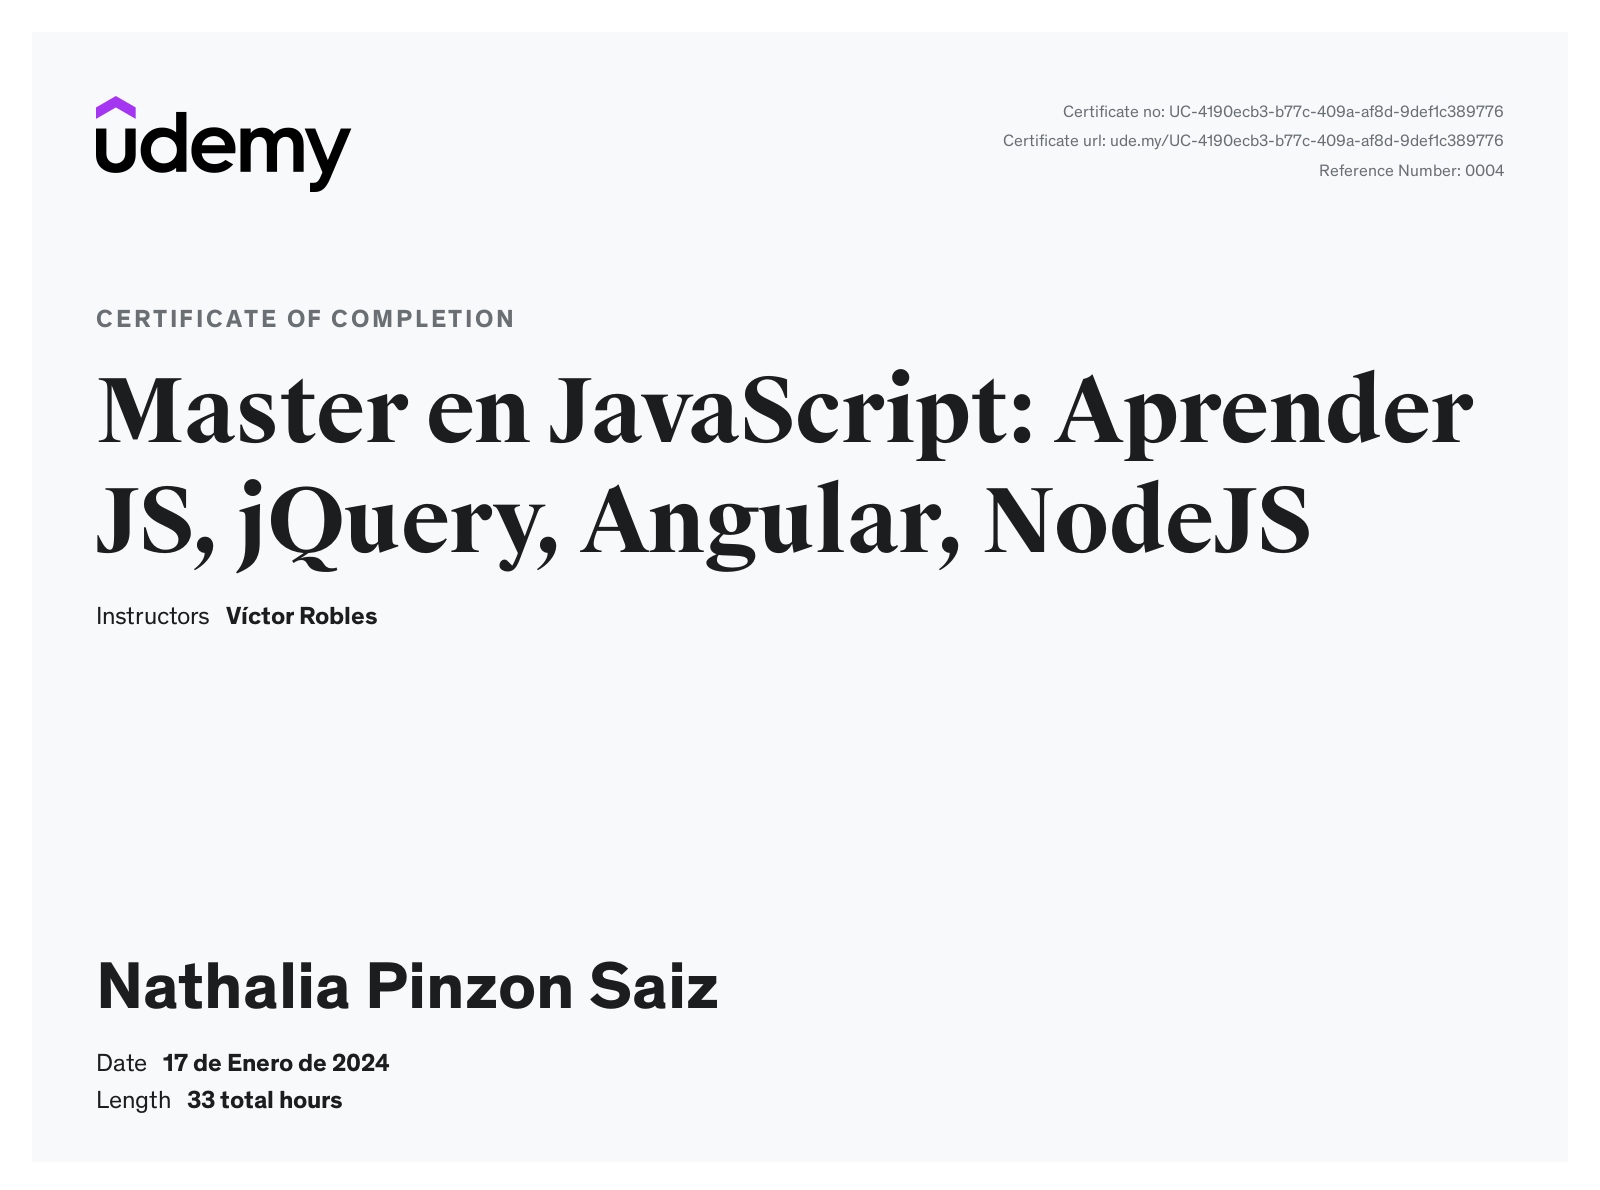 udemy
Certificate no: UC-4190ecb3-b77c-409a-af8d-9def1c389776
Certificate url: ude.my/UC-4190ecb3-b77c-409a-af8d-9def1c389776
Reference Number: 0004
CERTIFICATE OF COMPLETION
Master en JavaScript: Aprender
JS, jQuery, Angular, NodeJS
Instructors Víctor Robles
Nathalia Pinzon Saiz
Date 17 de Enero de 2024
Length 33 total hours